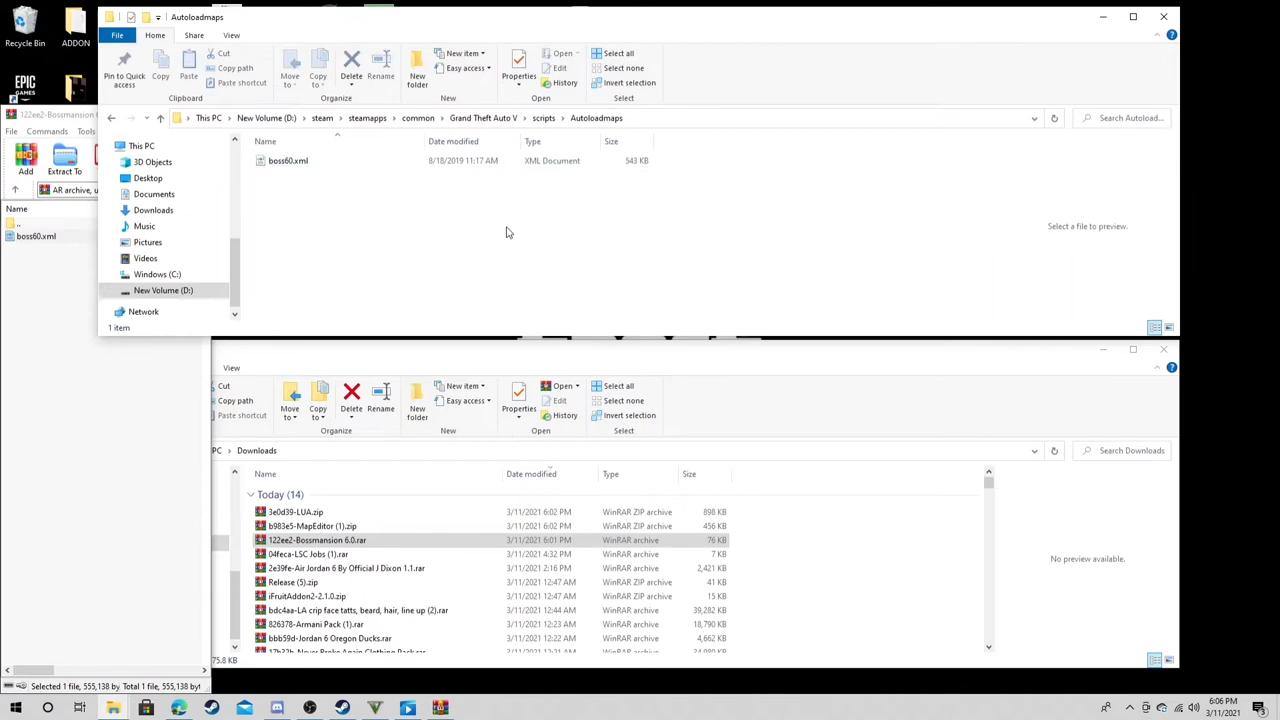 Autoloadmaps
Recycle Bin
ADDON
File Home Share View
Pin to Quick access
Copy
Paste
Cut
Copy path
Paste shortcut
Clipboard
Move to
Copy to
Delete
Rename
Organize
New folder
New item
Easy access
New
Properties
Open
Edit
History
Open
Select all
Select none
Invert selection
Select
EPIC GAMES
This PC > New Volume (D:) > steam > steamapps > common > Grand Theft Auto V > scripts > Autoloadmaps
Search Autoload...
122ee2-Bossmansion 6
File Commands Tools
Add
Extract To
AR archive, u
Name
..
boss60.xml
This PC
3D Objects
Desktop
Documents
Downloads
Music
Pictures
Videos
Windows (C:)
New Volume (D:)
Network
1 item
Name Date modified Type Size
boss60.xml 8/18/2019 11:17 AM XML Document 543 KB
Select a file to preview.
View
Cut
Copy path
Paste shortcut
Move to
Copy to
Delete
Rename
Organize
New folder
New item
Easy access
New
Properties
Open
Edit
History
Open
Select all
Select none
Invert selection
Select
PC > Downloads
Search Downloads
Name Date modified Type Size
Today (14)
3e0d39-LUA.zip 3/11/2021 6:02 PM WinRAR ZIP archive 898 KB
b983e5-MapEditor (1).zip 3/11/2021 6:02 PM WinRAR ZIP archive 456 KB
122ee2-Bossmansion 6.0.rar 3/11/2021 6:01 PM WinRAR archive 76 KB
04feca-LSC Jobs (1).rar 3/11/2021 4:32 PM WinRAR archive 7 KB
2e39fe-Air Jordan 6 By Official J Dixon 1.1.rar 3/11/2021 2:16 PM WinRAR archive 2,421 KB
Release (5).zip 3/11/2021 12:47 AM WinRAR ZIP archive 41 KB
iFruitAddon2-2.1.0.zip 3/11/2021 12:47 AM WinRAR ZIP archive 15 KB
bdc4aa-LA crip face tatts, beard, hair, line up (2).rar 3/11/2021 12:44 AM WinRAR archive 39,282 KB
826378-Armani Pack (1).rar 3/11/2021 12:23 AM WinRAR archive 18,790 KB
bbb59d-Jordan 6 Oregon Ducks.rar 3/11/2021 12:22 AM WinRAR archive 4,662 KB
No preview available.
75.8 KB
Selected 1 file, 555,138 by Total 1 file, 555,138 by
6:06 PM
3/11/2021
3